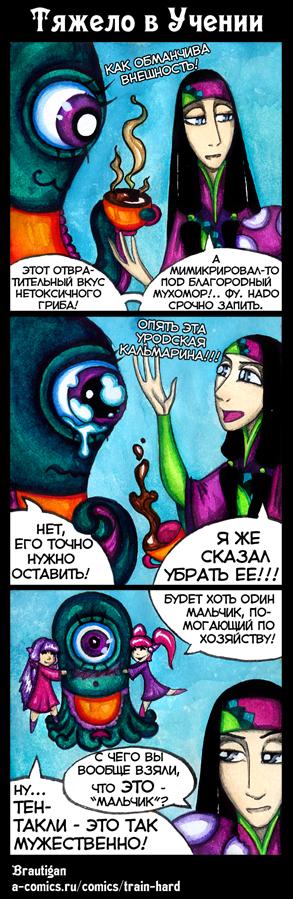 Тяжело в Учении
КАК ОБМАНЧИВА
ВНЕШНОСТЬ!
ЭТОТ ОТВРА-
ТИТЕЛЬНЫЙ ВКУС
НЕТОКСИЧНОГО
ГРИБА!
А
МИМИКРИРОВАЛ-ТО
ПОД БЛАГОРОДНЫЙ
МУХОМОР!.. ФУ. НАДО
СРОЧНО ЗАПИТЬ.
ОПЯТЬ ЭТА
УРОДСКАЯ
КАЛЬМАРИНА!!!
НЕТ,
ЕГО ТОЧНО
НУЖНО
ОСТАВИТЬ!
Я ЖЕ
СКАЗАЛ
УБРАТЬ ЕЕ!!!
БУДЕТ ХОТЬ ОДИН
МАЛЬЧИК, ПО-
МОГАЮЩИЙ ПО
ХОЗЯЙСТВУ!
С ЧЕГО ВЫ
ВООБЩЕ ВЗЯЛИ,
ЧТО ЭТО -
"МАЛЬЧИК"?
НУ...
ТЕН-
ТАКЛИ - ЭТО ТАК
МУЖЕСТВЕННО!
Brautigan
a-comics.ru/comics/train-hard